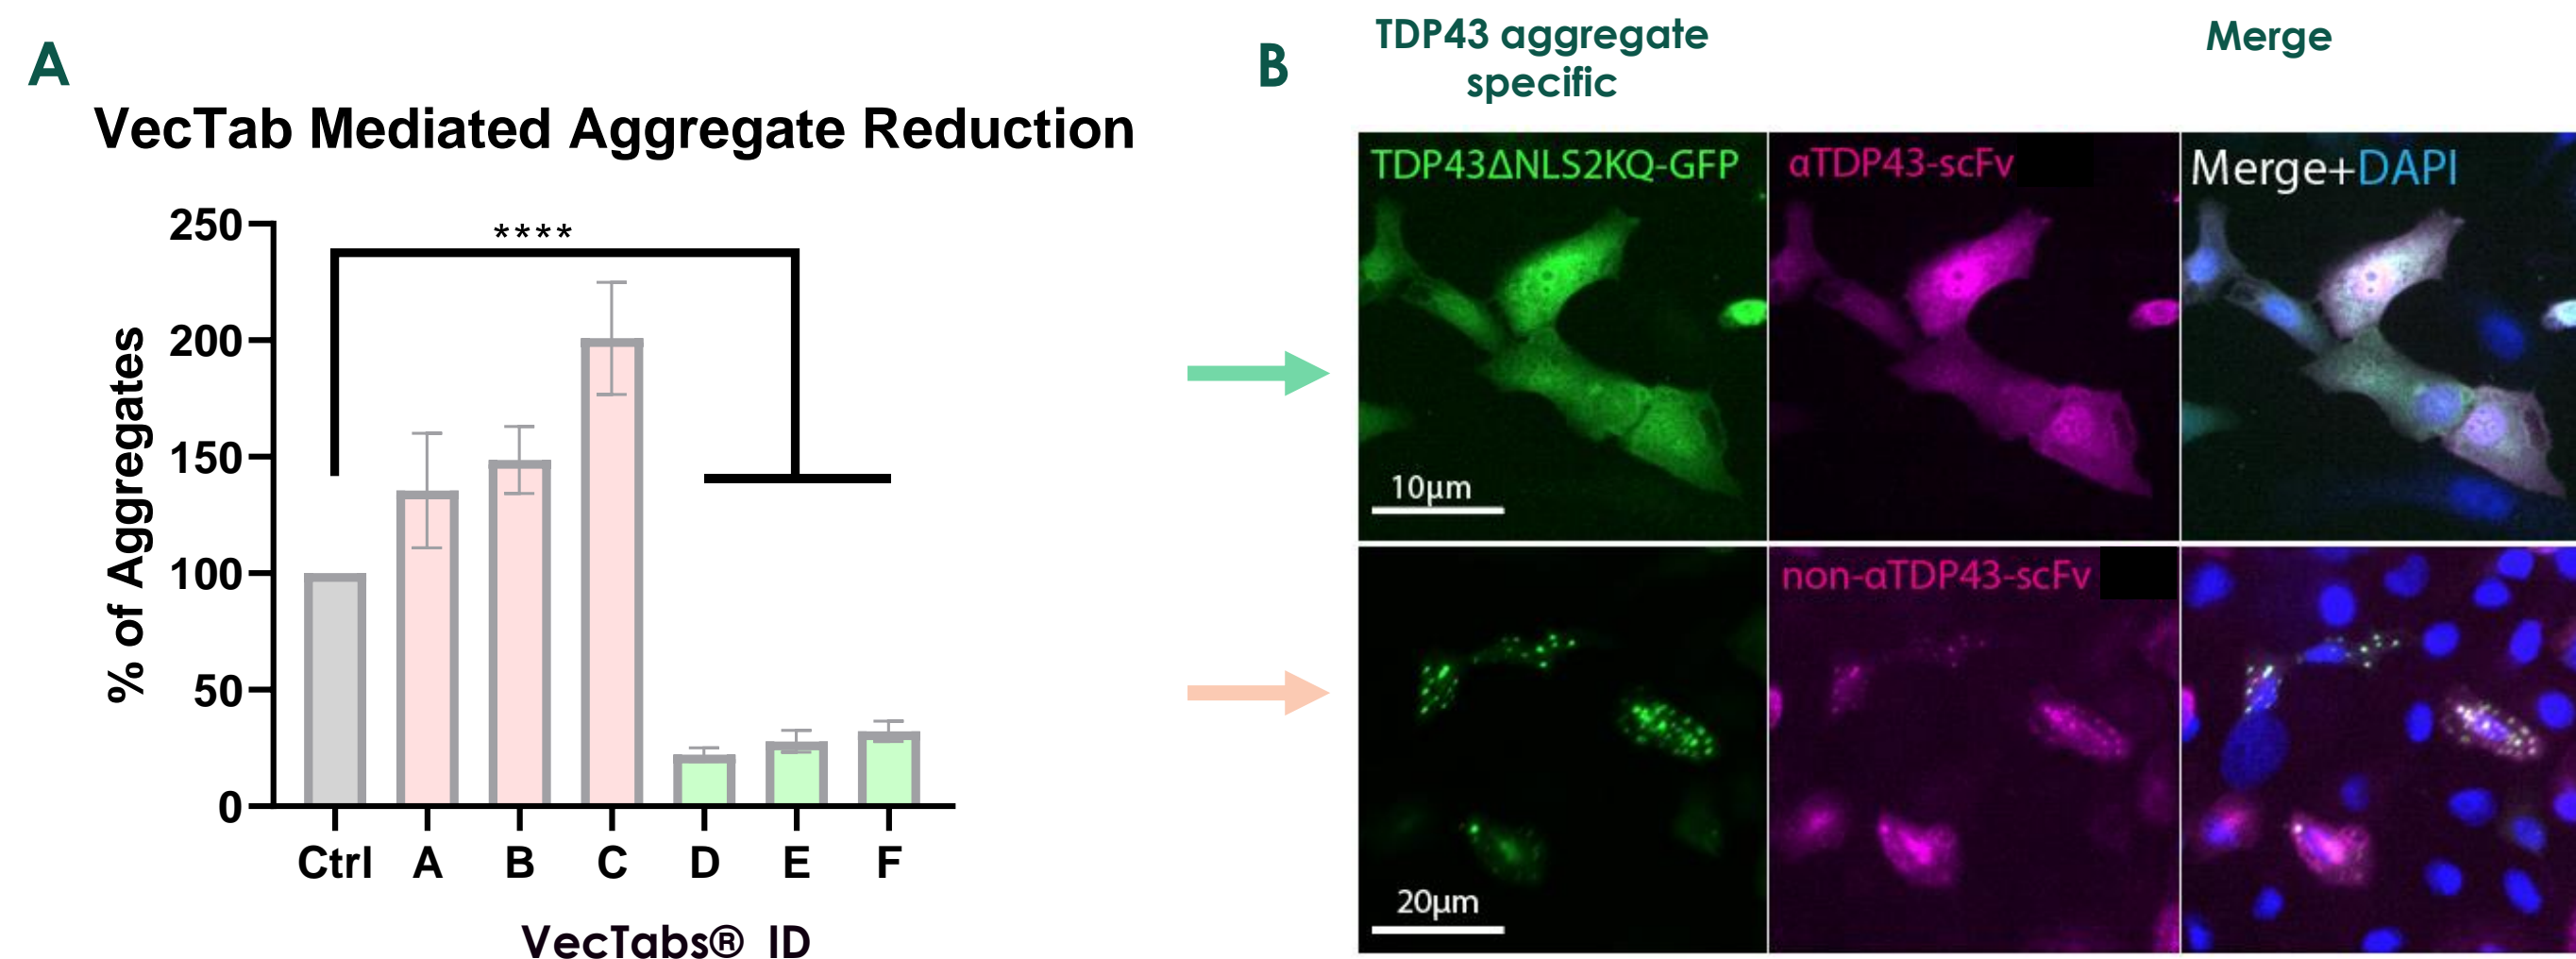 A
VecTab Mediated Aggregate Reduction
% of Aggregates
250
200
150
100
50
0
****
Ctrl A B C D E F
VecTabs® ID
B
TDP43 aggregate
specific
Merge
TDP43ΔNLS2KQ-GFP
αTDP43-scFv
Merge+DAPI
10µm
non-αTDP43-scFv
20µm